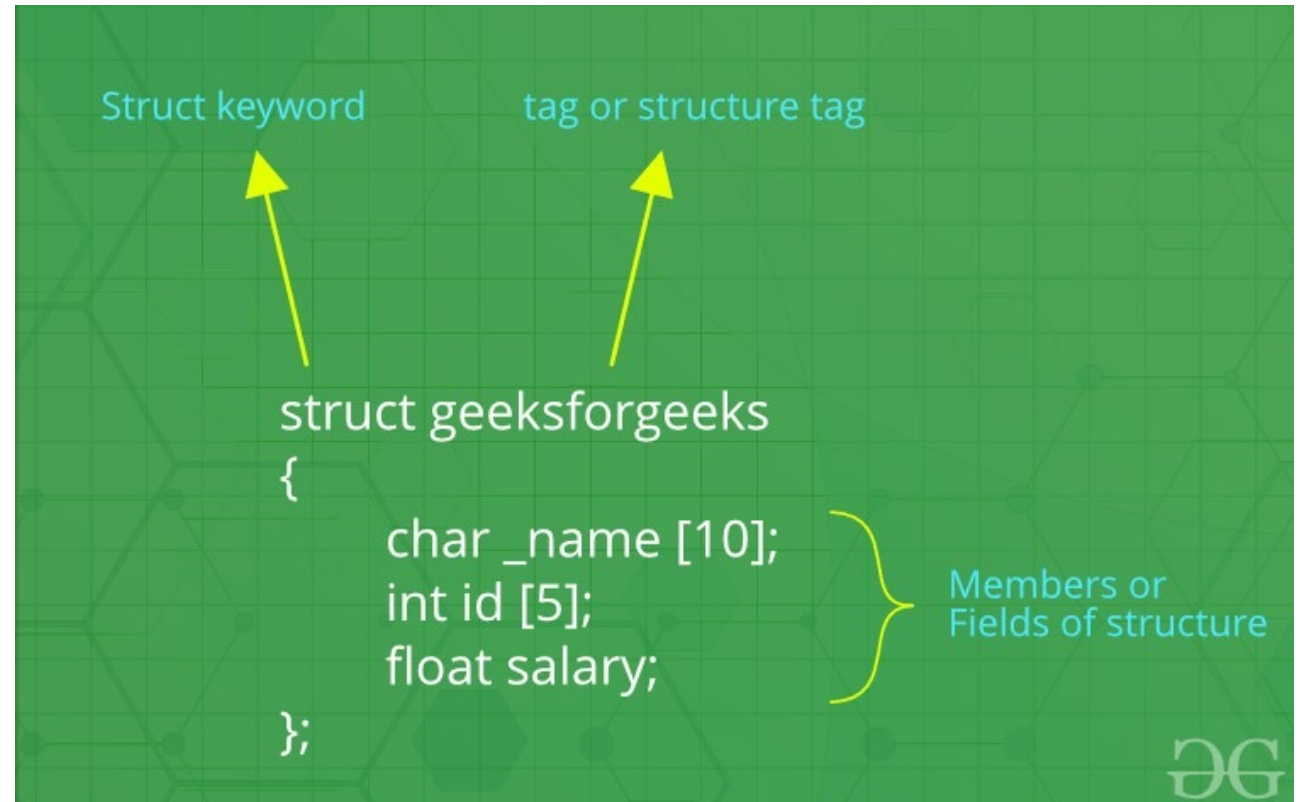 Struct keyword
tag or structure tag
struct geeksforgeeks
{
char _name [10];
int id [5];
float salary;
};
Members or
Fields of structure
GG